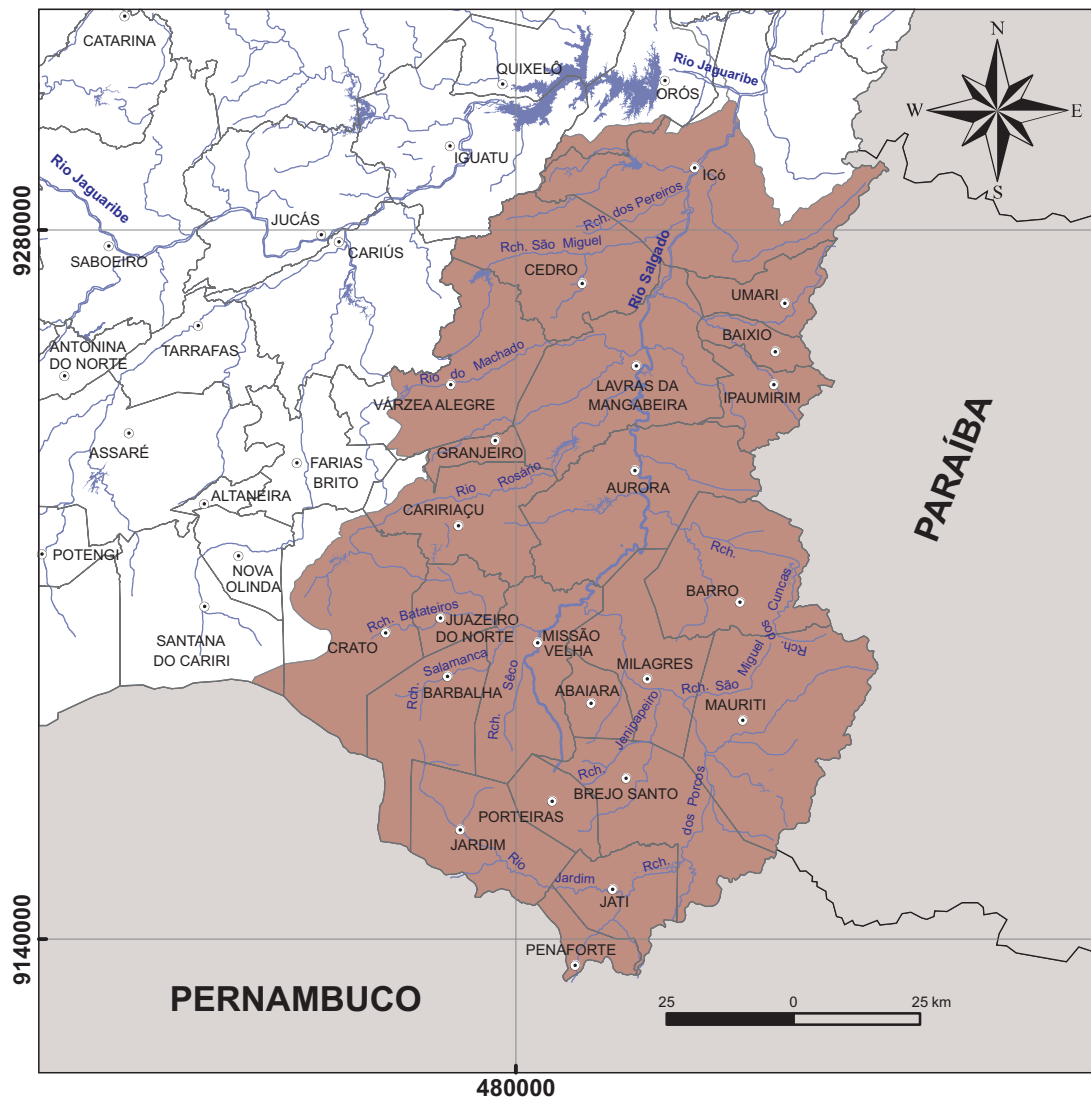 CATARINA
QUIXELÔ
Rio Jaguaribe
ORÓS
N
W
E
S
IGUATU
ICó
Rio Jaguaribe
Rch. dos Pereiros
JUCÁS
CARIÚS
SABOEIRO
9280000
Rch. São Miguel
CEDRO
Rio Salgado
UMARI
ANTONINA
DO NORTE
TARRAFAS
BAIXIO
Rio do Machado
VÁRZEA ALEGRE
LAVRAS DA
MANGABEIRA
IPAUMIRIM
ASSARÉ
GRANJEIRO
PARAÍBA
FARIAS
BRITO
ALTANEIRA
Rio Rosário
AURORA
CARIRIAÇU
POTENGI
NOVA
OLINDA
Rch.
BARRO
Rch. dos Cuncas
Rch. Batateiros
JUAZEIRO
DO NORTE
CRATO
MISSÃO
VELHA
SANTANA
DO CARIRI
Rch. Salamanca
BARBALHA
Rch. Sêco
ABAIARA
MILAGRES
Rch. São Miguel
MAURITI
Rch. Jenipapeiro
BREJO SANTO
PORTEIRAS
JARDIM
Rio Jardim
Rch. dos Porcos
JATI
9140000
PENAFORTE
PERNAMBUCO
25 0 25 km
480000